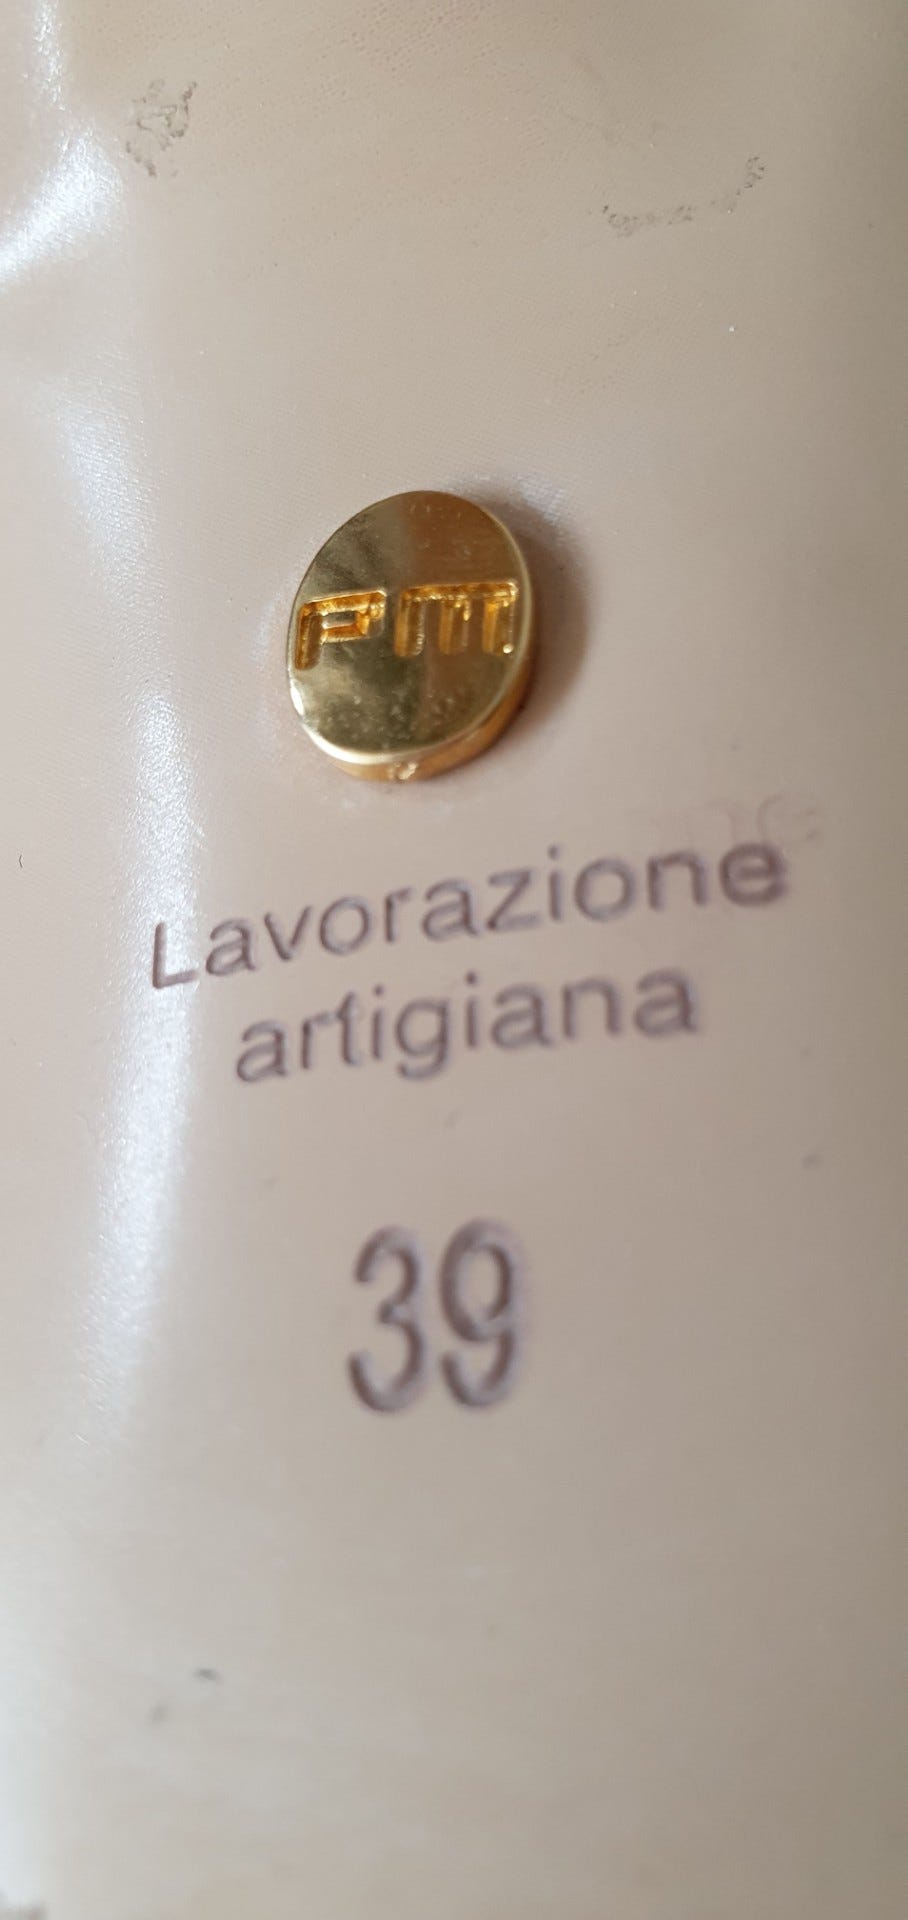 PM
Lavorazione
artigiana
39